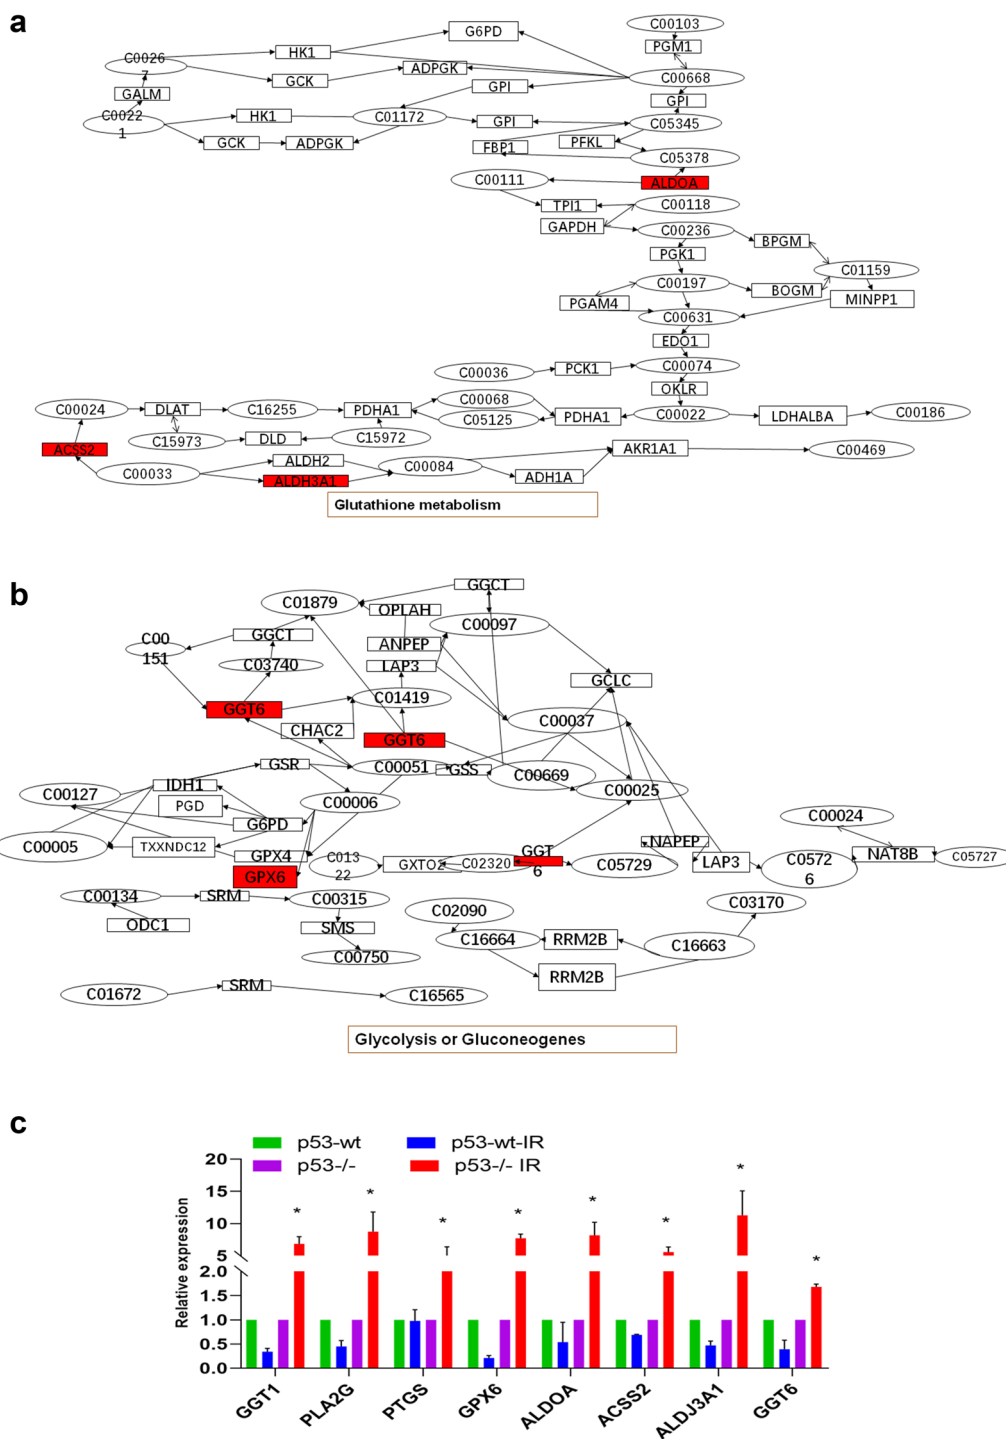 a
C00103
G6PD
PGM1
HK1
C0026
7
ADPGK
C00668
GCK
GPI
GALM
GPI
C00221
HK1
C01172
GPI
C05345
GCK
ADPGK
FBP1
PFKL
C05378
C00111
ALDOA
TPI1
C00118
GAPDH
C00236
BPGM
PGK1
C01159
C00197
BOGM
MINPP1
PGAM4
C00631
EDO1
C00036
PCK1
C00074
OKLR
C00024
DLAT
C16255
PDHA1
C00068
C05125
PDHA1
C00022
LDHALBA
C00186
C15973
DLD
C15972
ACSS2
AKR1A1
C00469
C00033
ALDH2
C00084
ADH1A
ALDH3A1
Glutathione metabolism
b
GGCT
C01879
OPLAH
C00097
C00
151
GGCT
ANPEP
C03740
LAP3
GCLC
C01419
GGT6
C00037
CHAC2
GGT6
GSR
C00051
GSS
C00669
C00025
C00127
IDH1
PGD
C00006
C00024
G6PD
C00005
TXXNDC12
GPX4
C01322
GXTO2
C02320
GGT
6
C05729
NAPEP
LAP3
C0572
6
NAT8B
C05727
GPX6
C00134
SRM
C00315
C02090
C03170
ODC1
SMS
C16664
RRM2B
C16663
C00750
RRM2B
C01672
SRM
C16565
Glycolysis or Gluconeogenes
c
p53-wt
p53-wt-IR
p53-/-
p53-/- IR
20
15
10
5
2.0
1.0
0.5
0.0
Relative expression
*
*
*
*
*
*
*
*
GGT1
PLA2G
PTGS
GPX6
ALDOA
ACSS2
ALDJ3A1
GGT6